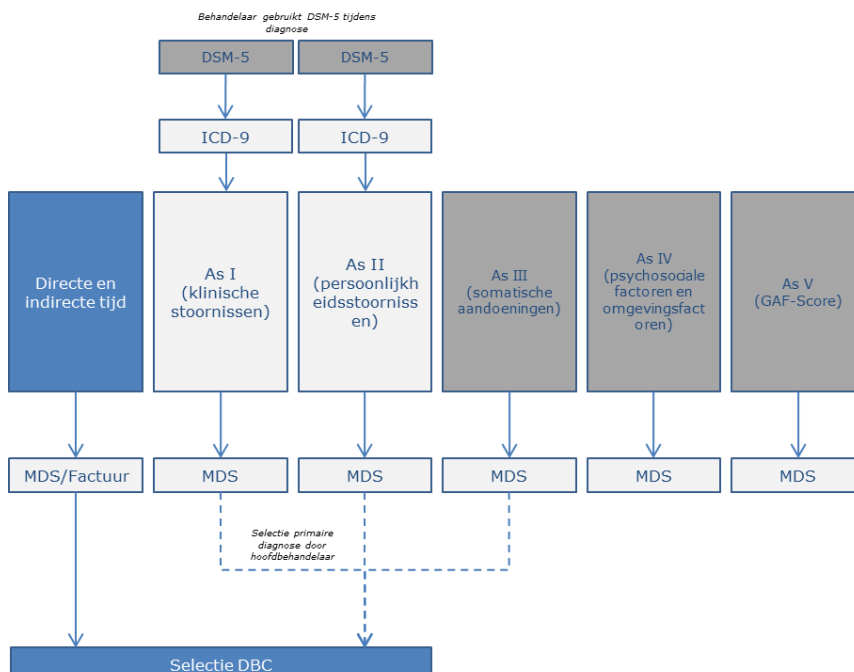 Behandelaar gebruikt DSM-5 tijdens
diagnose
DSM-5
DSM-5
ICD-9
ICD-9
Directe en
indirecte tijd
As I
(klinische
stoornissen)
As II
(persoonlijkh
eidsstoorniss
en)
As III
(somatische
aandoeningen)
As IV
(psychosociale
factoren en
omgevingsfact
oren)
As V
(GAF-Score)
MDS/Factuur
MDS
MDS
MDS
MDS
MDS
Selectie primaire
diagnose door
hoofdbehandelaar
Selectie DBC